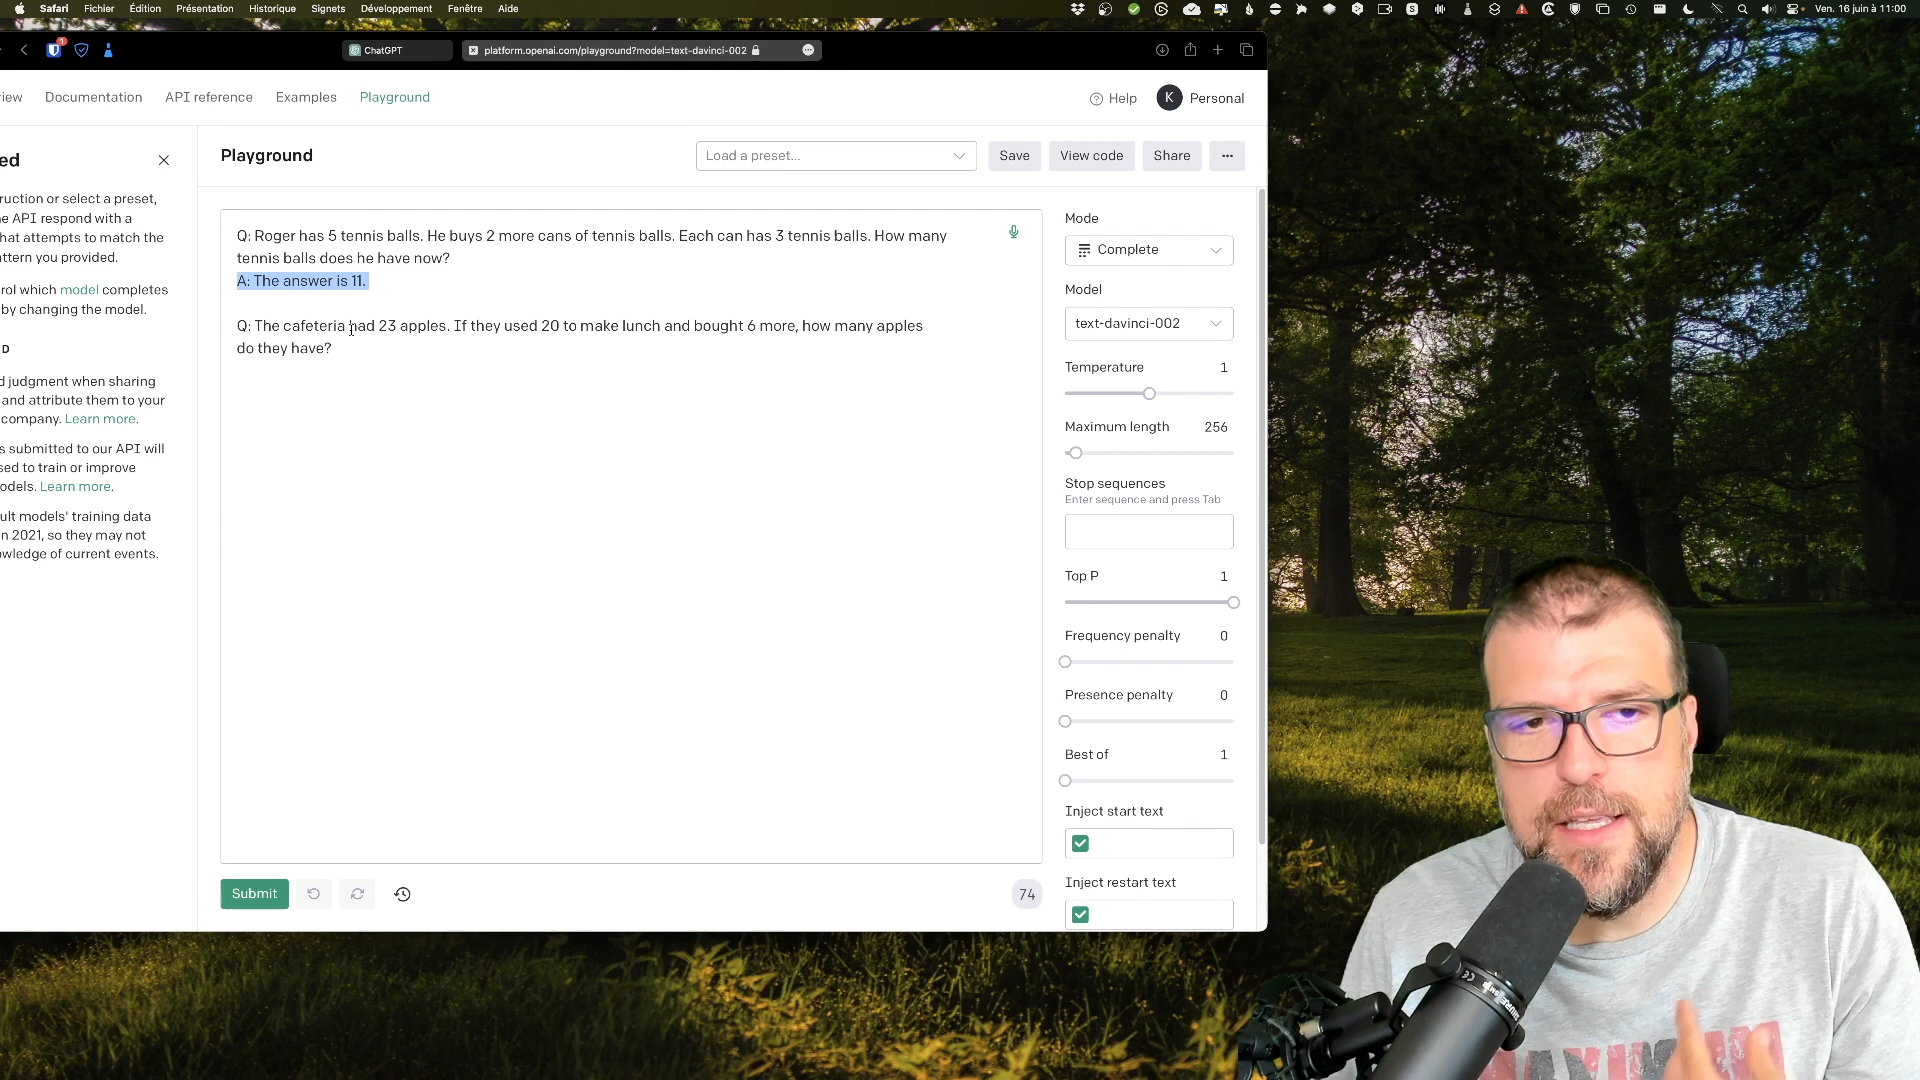 Safari Fichier Édition Présentation Historique Signets Développement Fenêtre Aide
Ven. 16 juin à 11:00
1
ChatGPT
platform.openai.com/playground?model=text-davinci-002
Documentation API reference Examples Playground
Help K Personal
ed
Playground
Load a preset...
Save View code Share ...
ruction or select a preset,
e API respond with a
hat attempts to match the
ttern you provided.
rol which model completes
by changing the model.
D
d judgment when sharing
and attribute them to your
company. Learn more.
s submitted to our API will
sed to train or improve
odels. Learn more.
ult models' training data
n 2021, so they may not
owledge of current events.
Q: Roger has 5 tennis balls. He buys 2 more cans of tennis balls. Each can has 3 tennis balls. How many
tennis balls does he have now?
A: The answer is 11.
Q: The cafeteria had 23 apples. If they used 20 to make lunch and bought 6 more, how many apples
do they have?
Submit
74
Mode
Complete
Model
text-davinci-002
Temperature 1
Maximum length 256
Stop sequences
Enter sequence and press Tab
Top P 1
Frequency penalty 0
Presence penalty 0
Best of 1
Inject start text
Inject restart text